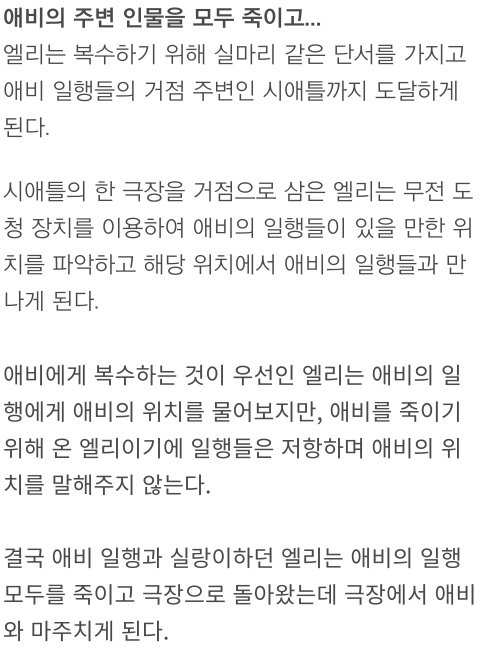 애비의 주변 인물을 모두 죽이고...
엘리는 복수하기 위해 실마리 같은 단서를 가지고
애비 일행들의 거점 주변인 시애틀까지 도달하게
된다.
시애틀의 한 극장을 거점으로 삼은 엘리는 무전 도
청 장치를 이용하여 애비의 일행들이 있을 만한 위
치를 파악하고 해당 위치에서 애비의 일행들과 만
나게 된다.
애비에게 복수하는 것이 우선인 엘리는 애비의 일
행에게 애비의 위치를 물어보지만, 애비를 죽이기
위해 온 엘리이기에 일행들은 저항하며 애비의 위
치를 말해주지 않는다.
결국 애비 일행과 실랑이하던 엘리는 애비의 일행
모두를 죽이고 극장으로 돌아왔는데 극장에서 애비
와 마주치게 된다.